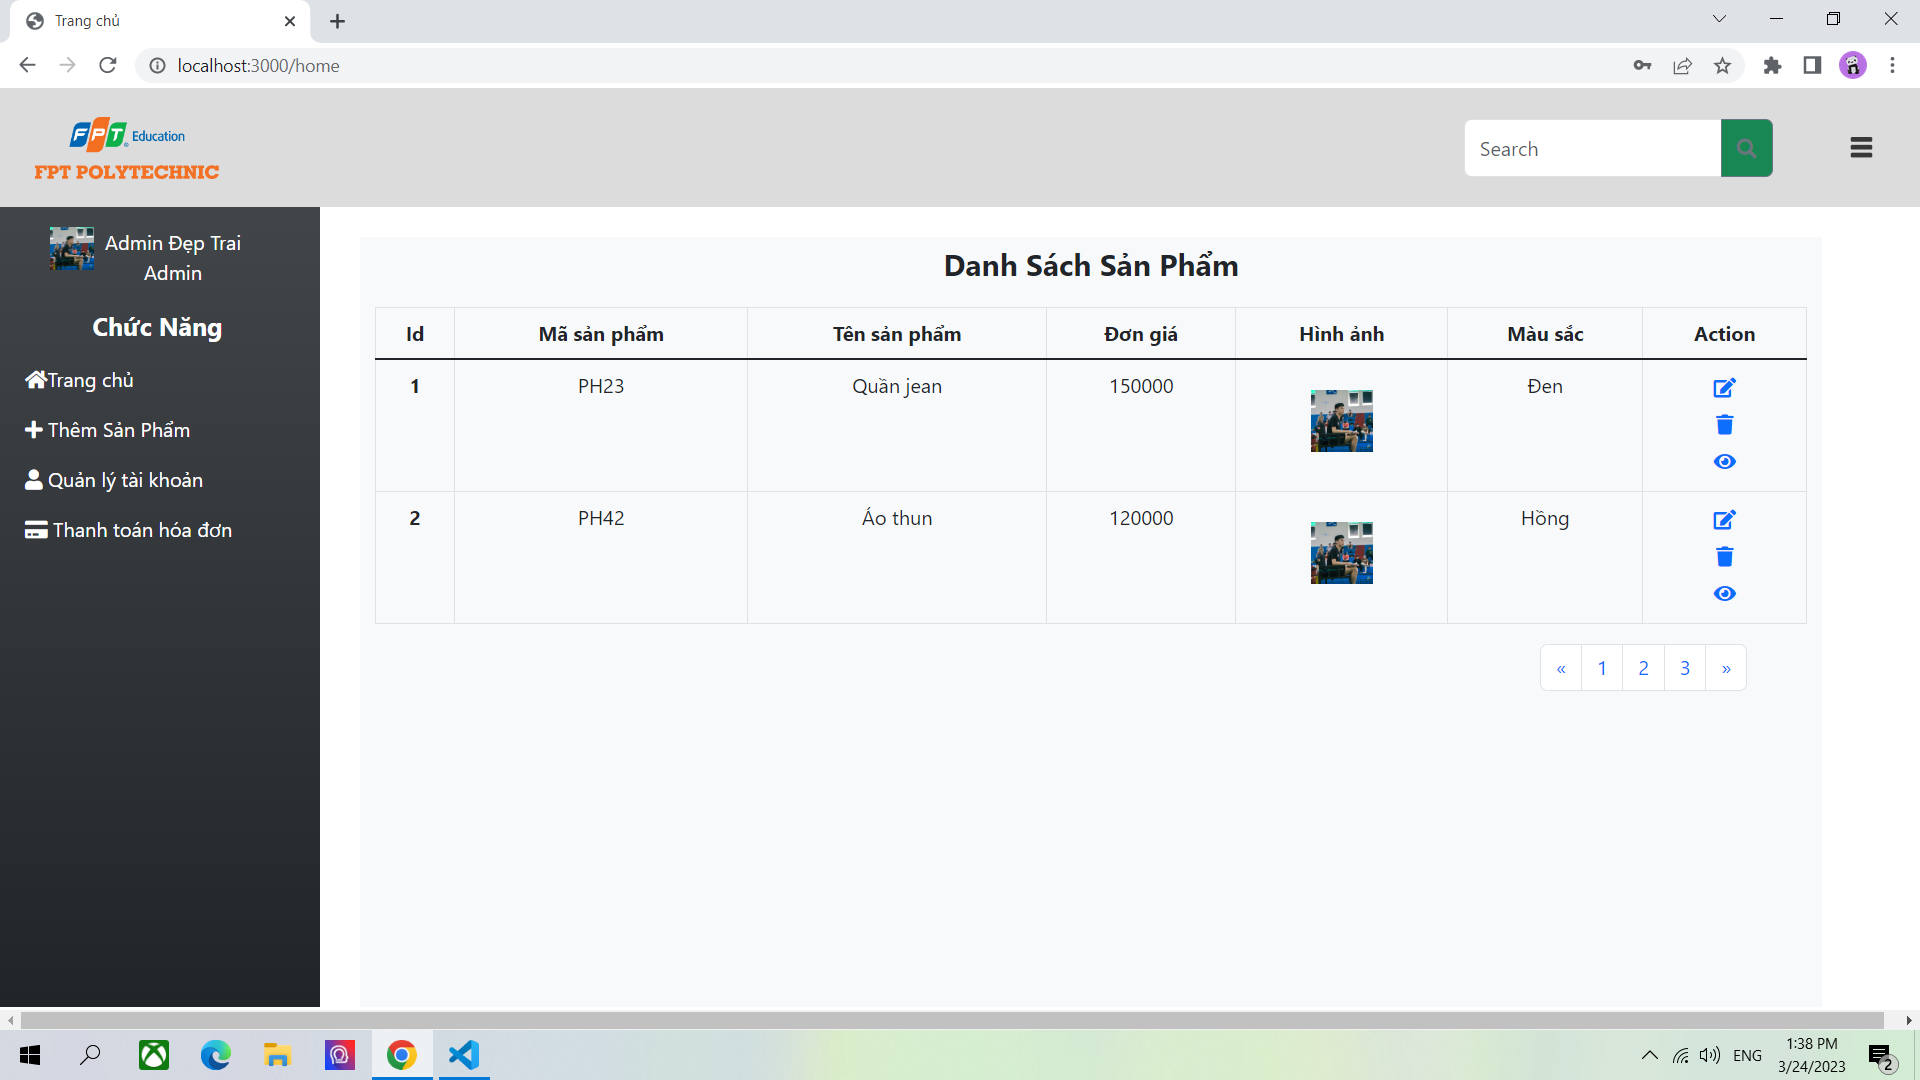 Trang chủ
localhost:3000/home
FPT Education
FPT POLYTECHNIC
Search
Admin Đẹp Trai
Admin
Chức Năng
Trang chủ
Thêm Sản Phẩm
Quản lý tài khoản
Thanh toán hóa đơn
Danh Sách Sản Phẩm
Id Mã sản phẩm Tên sản phẩm Đơn giá Hình ảnh Màu sắc Action
1 PH23 Quần jean 150000 Đen
2 PH42 Áo thun 120000 Hồng
« 1 2 3 »
ENG
1:38 PM
3/24/2023
2